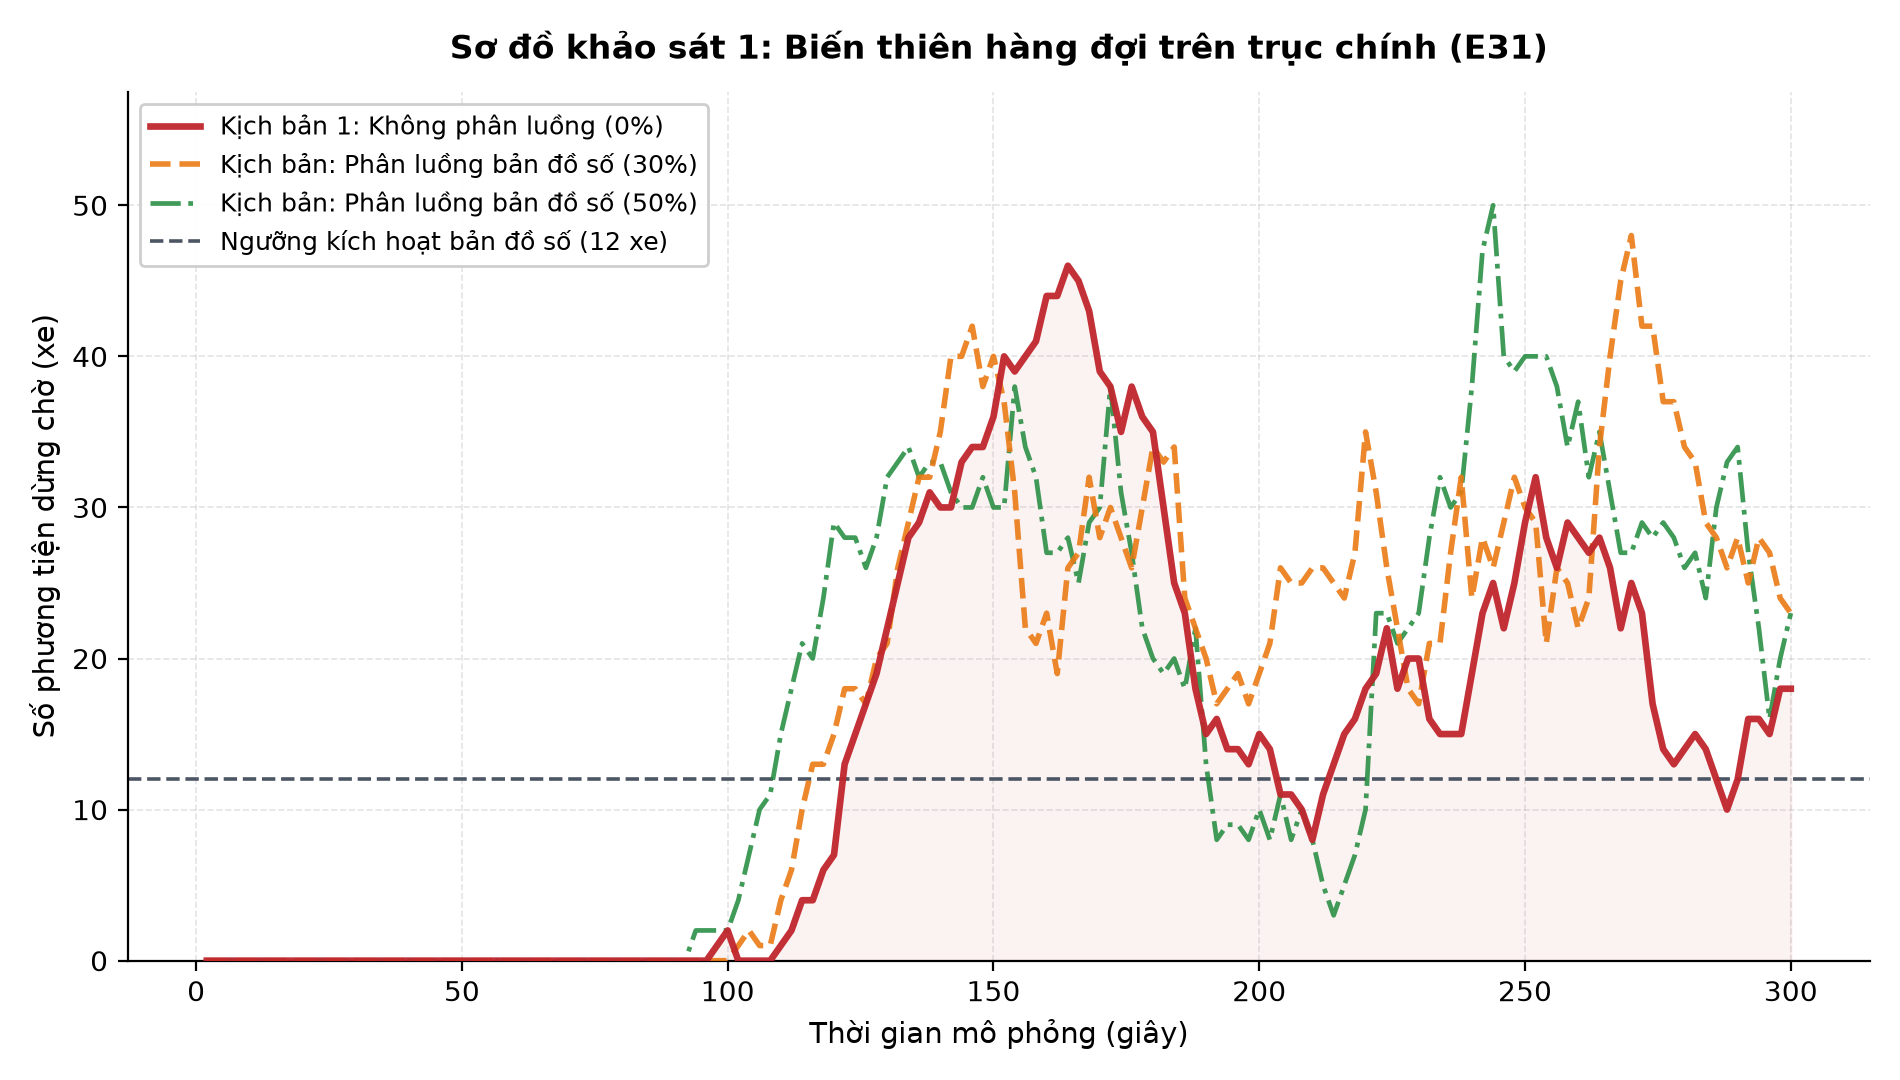 Sơ đồ khảo sát 1: Biến thiên hàng đợi trên trục chính (E31)
Kịch bản 1: Không phân luồng (0%)
Kịch bản: Phân luồng bản đồ số (30%)
Kịch bản: Phân luồng bản đồ số (50%)
Ngưỡng kích hoạt bản đồ số (12 xe)
Số phương tiện dừng chờ (xe)
50
40
30
20
10
0
0 50 100 150 200 250 300
Thời gian mô phỏng (giây)